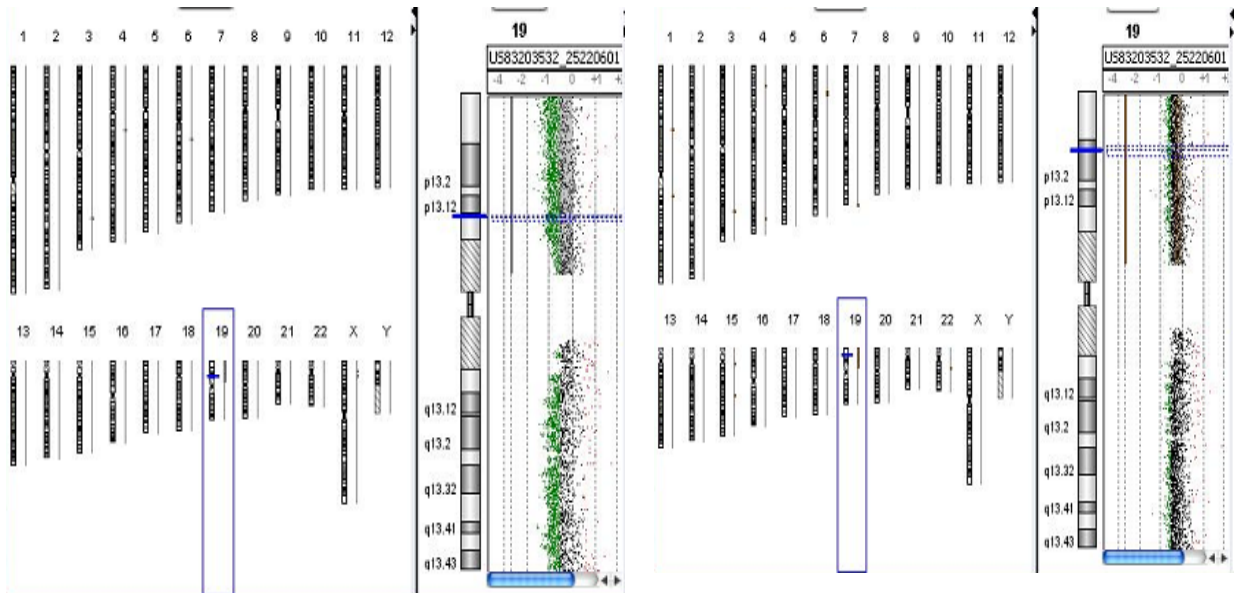 1 2 3 4 5 6 7 8 9 10 11 12
13 14 15 16 17 18 19 20 21 22 X Y
19
US83203532_25220601
-4 -2 -1 0 +1
p13.2
p13.12
q13.12
q13.2
q13.32
q13.41
q13.43
1 2 3 4 5 6 7 8 9 10 11 12
13 14 15 16 17 18 19 20 21 22 X Y
19
US83203532_25220601
-4 -2 -1 0 +1
p13.2
p13.12
q13.12
q13.2
q13.32
q13.41
q13.43